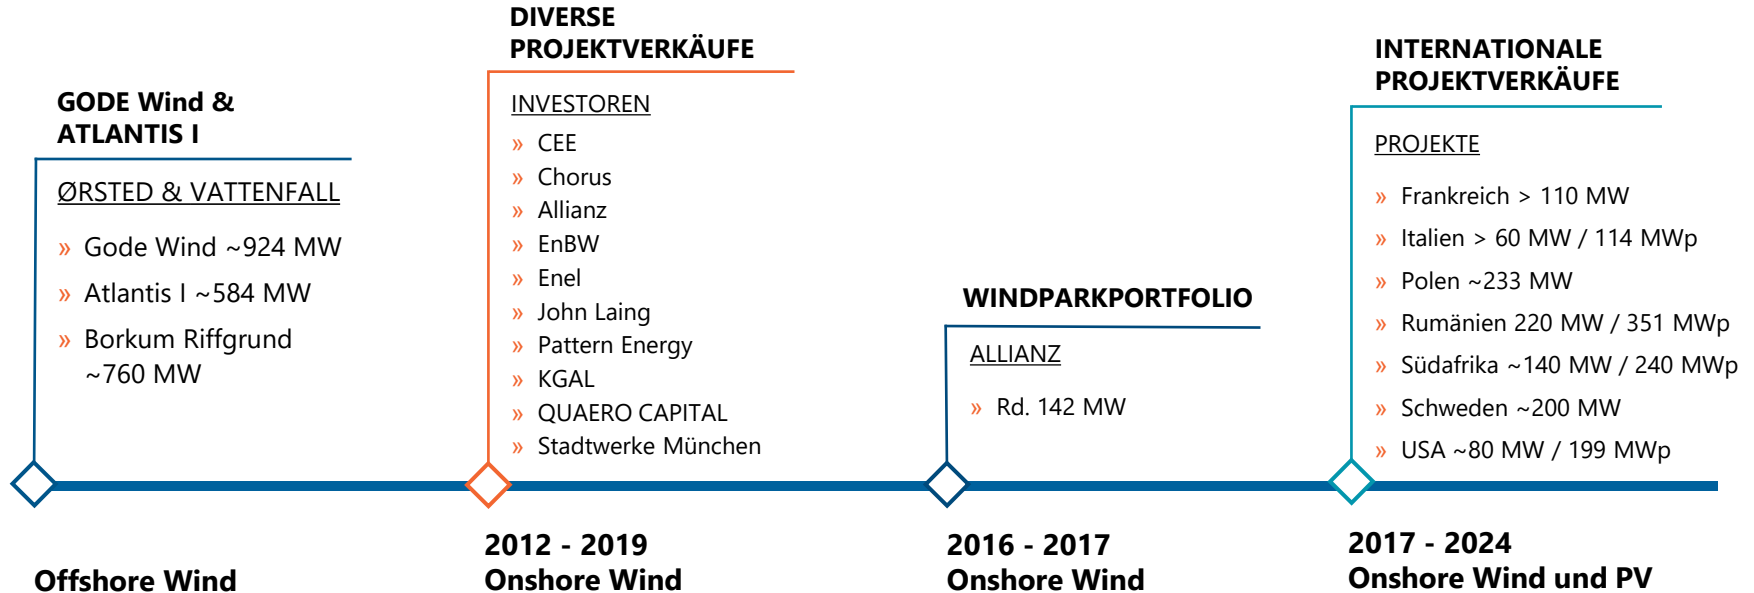 GODE Wind &
ATLANTIS I
ØRSTED & VATTENFALL
» Gode Wind ~924 MW
» Atlantis I ~584 MW
» Borkum Riffgrund
~760 MW
Offshore Wind
DIVERSE
PROJEKTVERKÄUFE
INVESTOREN
» CEE
» Chorus
» Allianz
» EnBW
» Enel
» John Laing
» Pattern Energy
» KGAL
» QUAERO CAPITAL
» Stadtwerke München
2012 - 2019
Onshore Wind
WINDPARKPORTFOLIO
ALLIANZ
» Rd. 142 MW
2016 - 2017
Onshore Wind
INTERNATIONALE
PROJEKTVERKÄUFE
PROJEKTE
» Frankreich > 110 MW
» Italien > 60 MW / 114 MWp
» Polen ~233 MW
» Rumänien 220 MW / 351 MWp
» Südafrika ~140 MW / 240 MWp
» Schweden ~200 MW
» USA ~80 MW / 199 MWp
2017 - 2024
Onshore Wind und PV